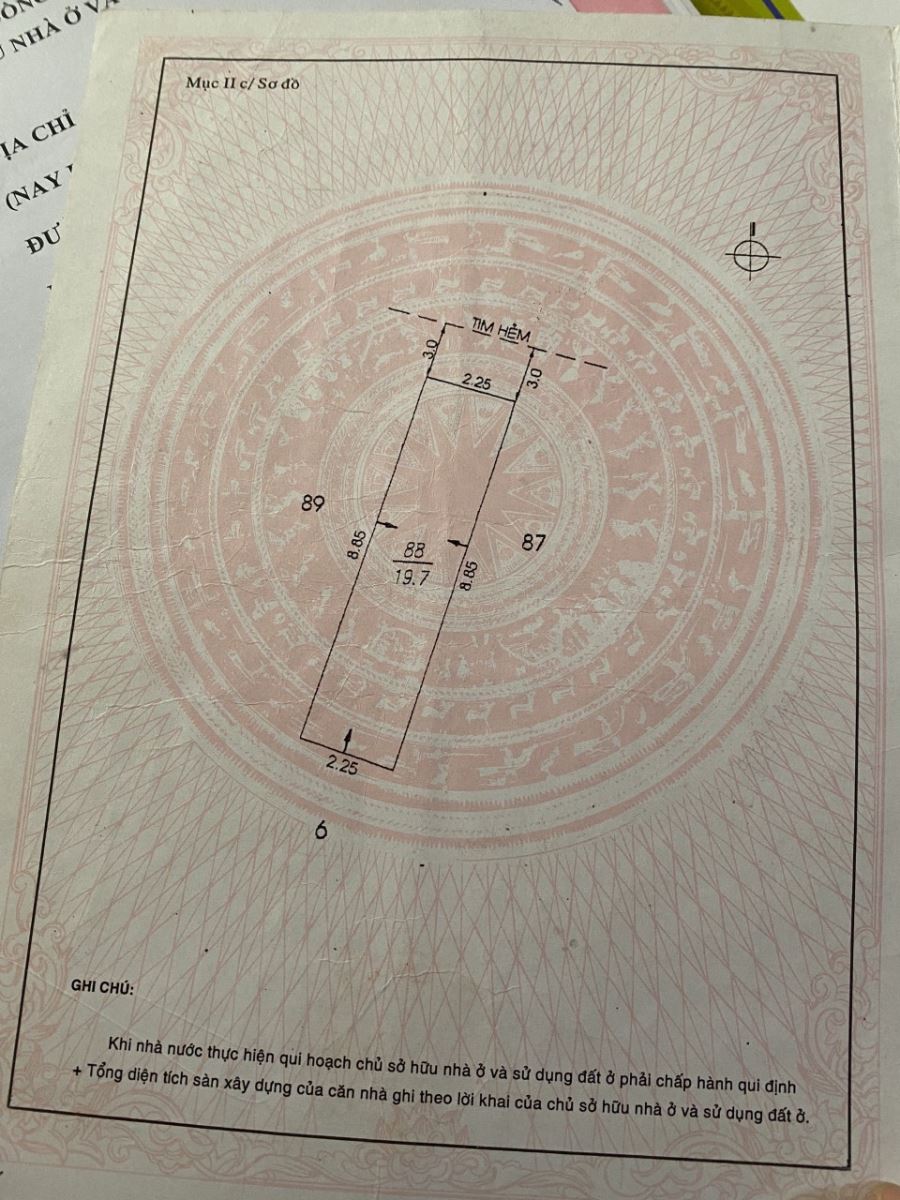 U NHÀ Ở VÀ
ỊA CHỈ
(NAY
ĐƯ
Mục II c/ Sơ đồ
TIM HẺM
3.0
3.0
2.25
89
87
8.85
88
19.7
8.85
2.25
6
GHI CHÚ:
Khi nhà nước thực hiện qui hoạch chủ sở hữu nhà ở và sử dụng đất ở phải chấp hành qui định
+ Tổng diện tích sàn xây dựng của căn nhà ghi theo lời khai của chủ sở hữu nhà ở và sử dụng đất ở.